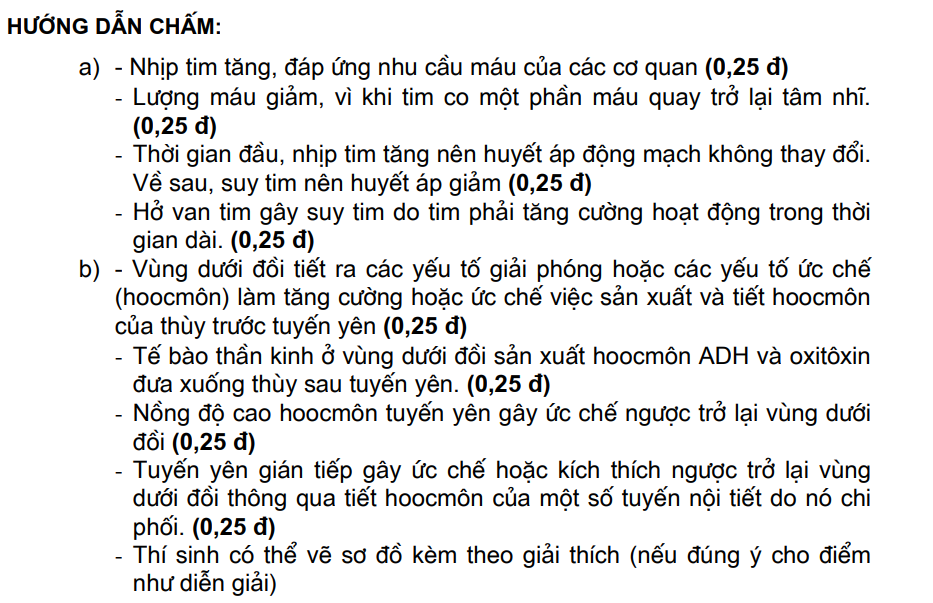 HƯỚNG DẪN CHẤM:
a) - Nhịp tim tăng, đáp ứng nhu cầu máu của các cơ quan (0,25 đ)
- Lượng máu giảm, vì khi tim co một phần máu quay trở lại tâm nhĩ.
(0,25 đ)
- Thời gian đầu, nhịp tim tăng nên huyết áp động mạch không thay đổi.
Về sau, suy tim nên huyết áp giảm (0,25 đ)
- Hở van tim gây suy tim do tim phải tăng cường hoạt động trong thời
gian dài. (0,25 đ)
b) - Vùng dưới đồi tiết ra các yếu tố giải phóng hoặc các yếu tố ức chế
(hoocmôn) làm tăng cường hoặc ức chế việc sản xuất và tiết hoocmôn
của thùy trước tuyến yên (0,25 đ)
- Tế bào thần kinh ở vùng dưới đồi sản xuất hoocmôn ADH và oxitôxin
đưa xuống thùy sau tuyến yên. (0,25 đ)
- Nồng độ cao hoocmôn tuyến yên gây ức chế ngược trở lại vùng dưới
đồi (0,25 đ)
- Tuyến yên gián tiếp gây ức chế hoặc kích thích ngược trở lại vùng
dưới đồi thông qua tiết hoocmôn của một số tuyến nội tiết do nó chi
phối. (0,25 đ)
- Thí sinh có thể vẽ sơ đồ kèm theo giải thích (nếu đúng ý cho điểm
như diễn giải)